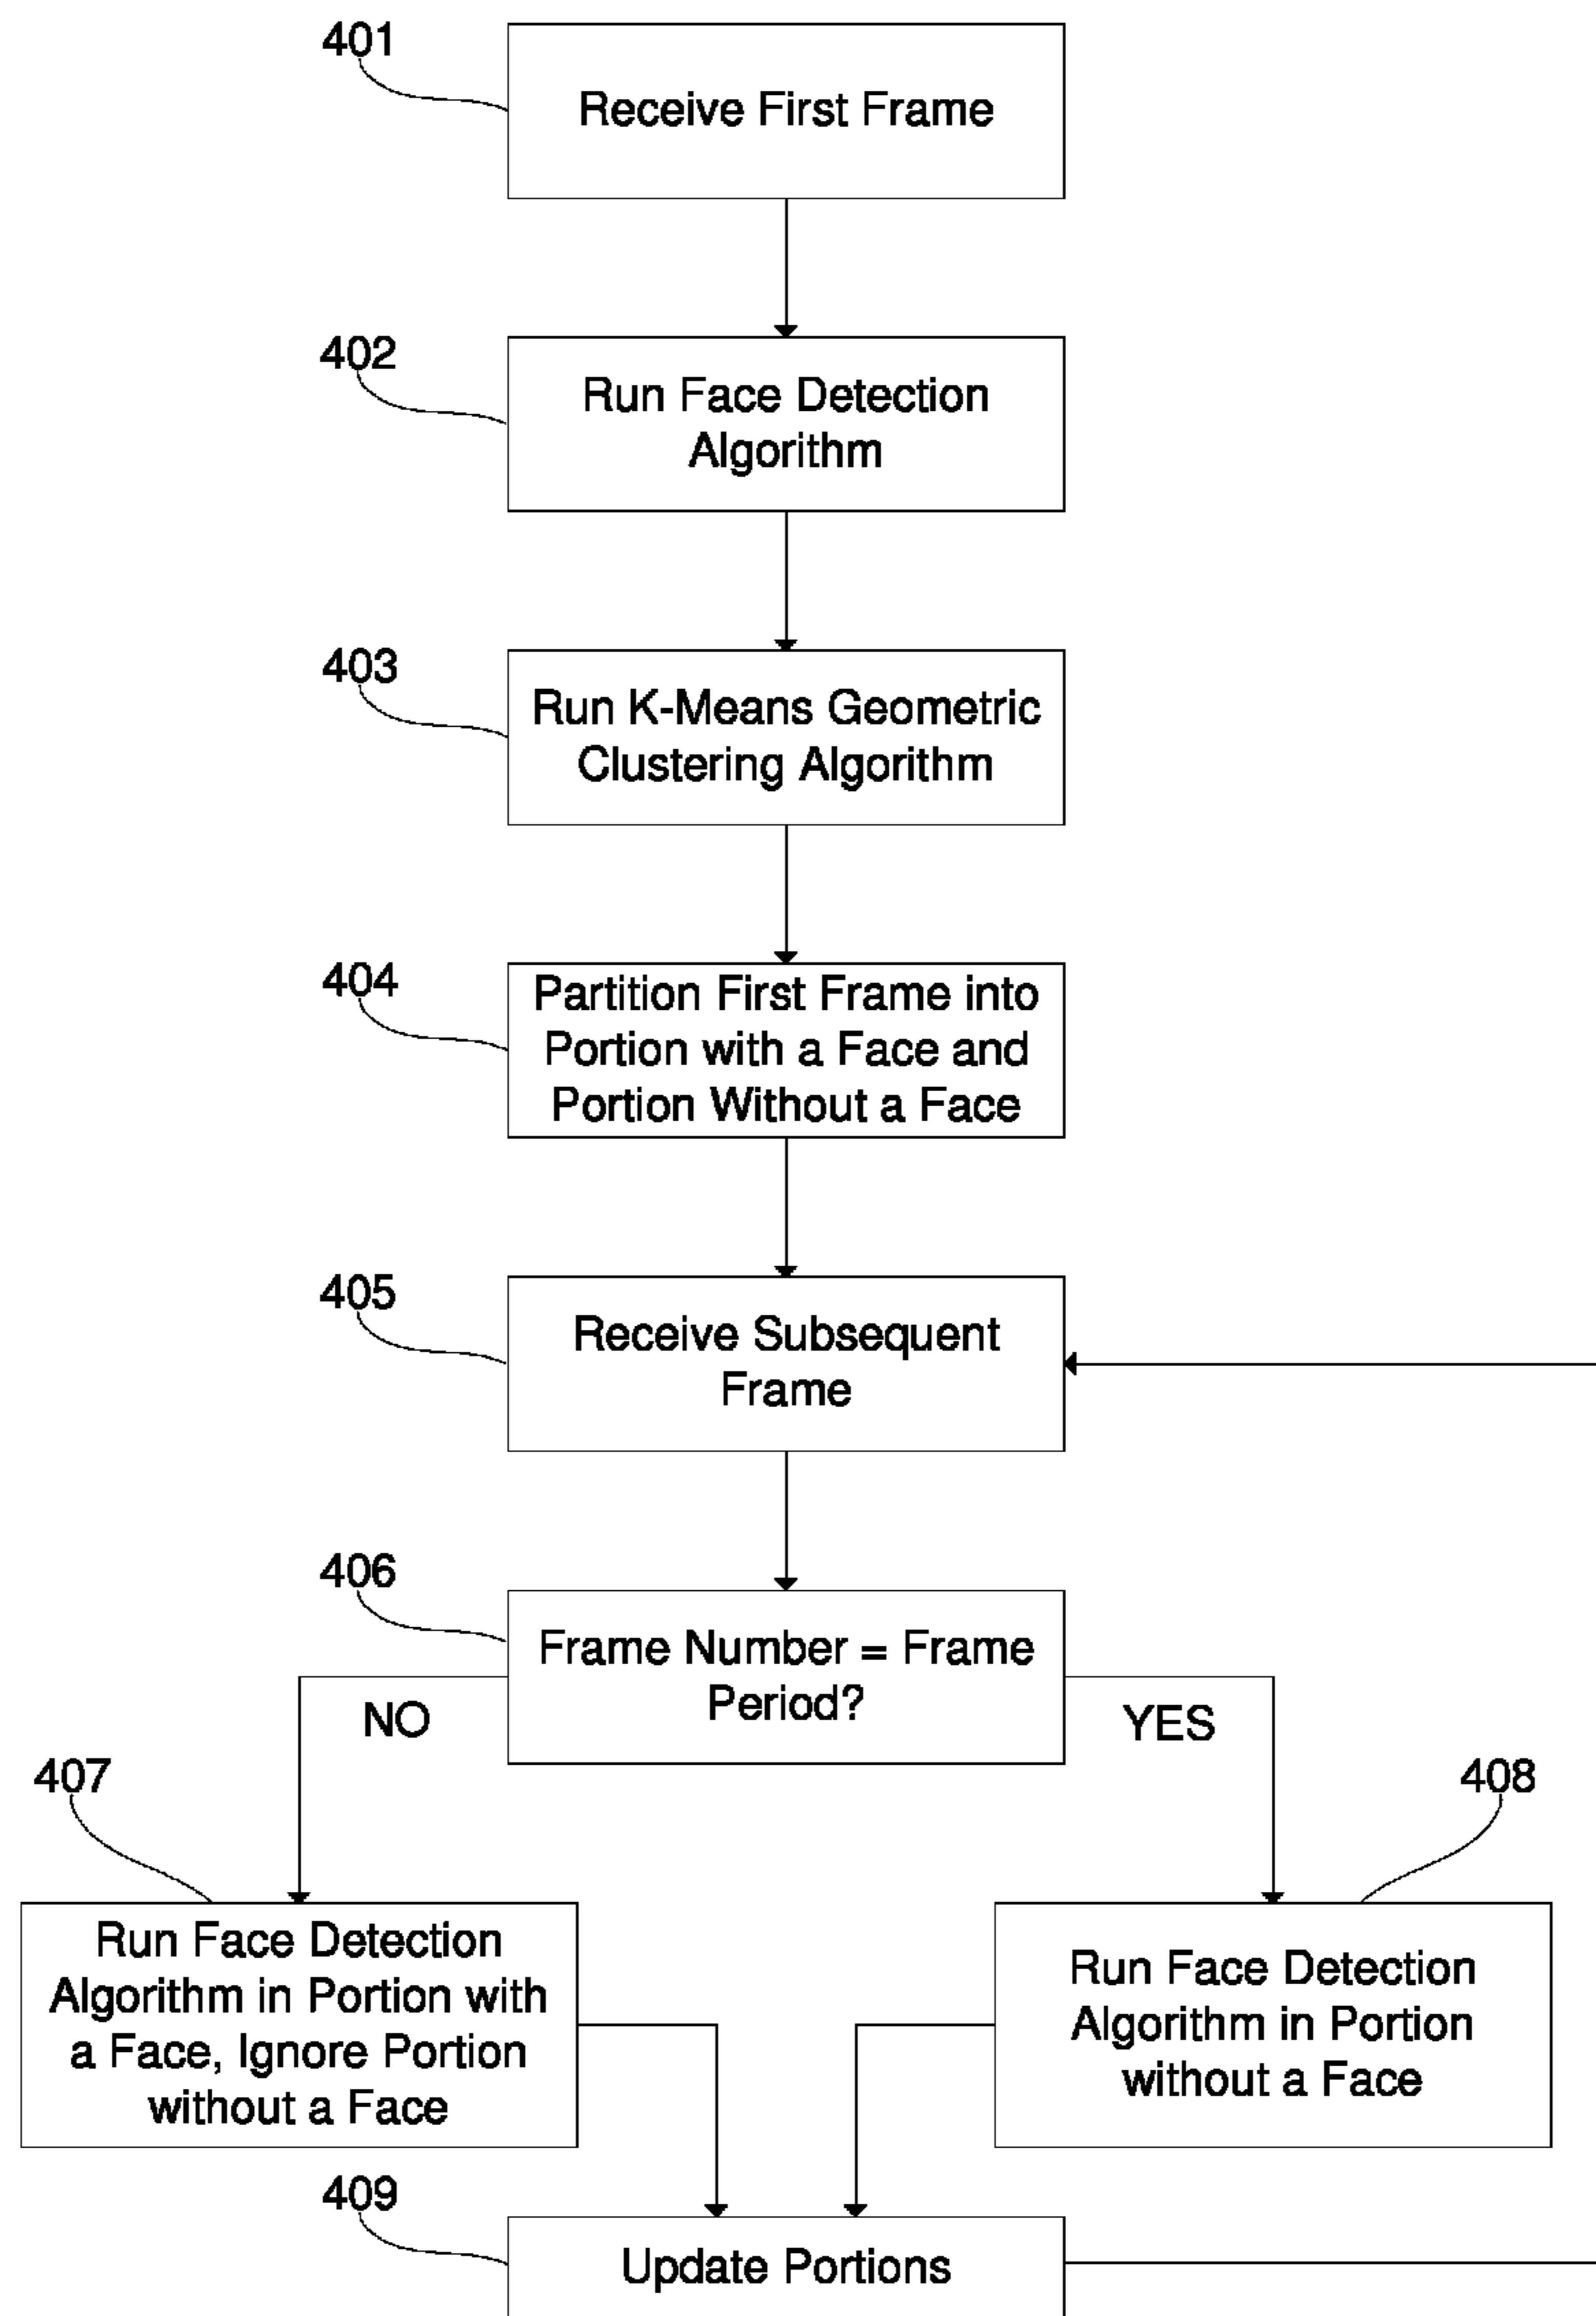 401
Receive First Frame
402
Run Face Detection
Algorithm
403
Run K-Means Geometric
Clustering Algorithm
404
Partition First Frame into
Portion with a Face and
Portion Without a Face
405
Receive Subsequent
Frame
406
Frame Number = Frame
Period?
NO
YES
407
408
Run Face Detection
Algorithm in Portion with
a Face, Ignore Portion
without a Face
Run Face Detection
Algorithm in Portion
without a Face
409
Update Portions